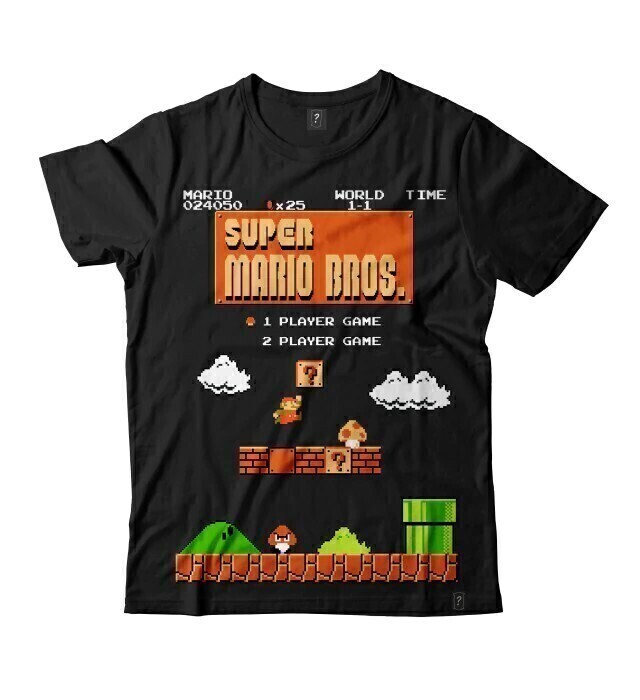 ?
MARIO WORLD TIME
024050 x25 1-1
SUPER
MARIO BROS.
1 PLAYER GAME
2 PLAYER GAME
?
?
?